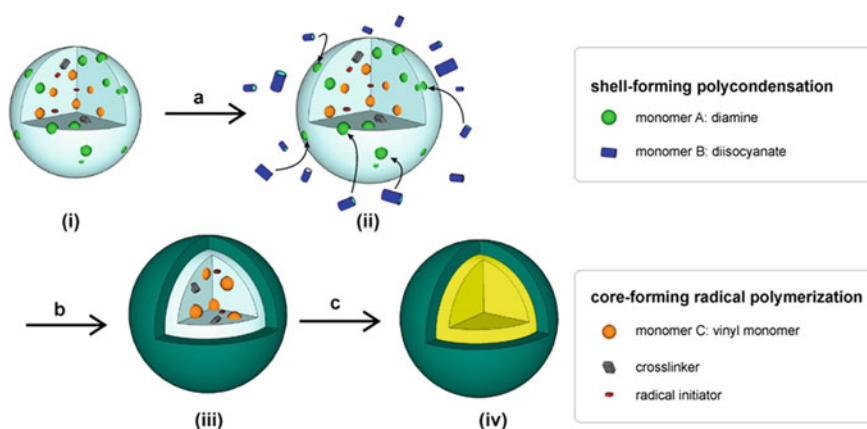 a
(i)
(ii)
shell-forming polycondensation
monomer A: diamine
monomer B: diisocyanate
b
c
(iii)
(iv)
core-forming radical polymerization
monomer C: vinyl monomer
crosslinker
radical initiator